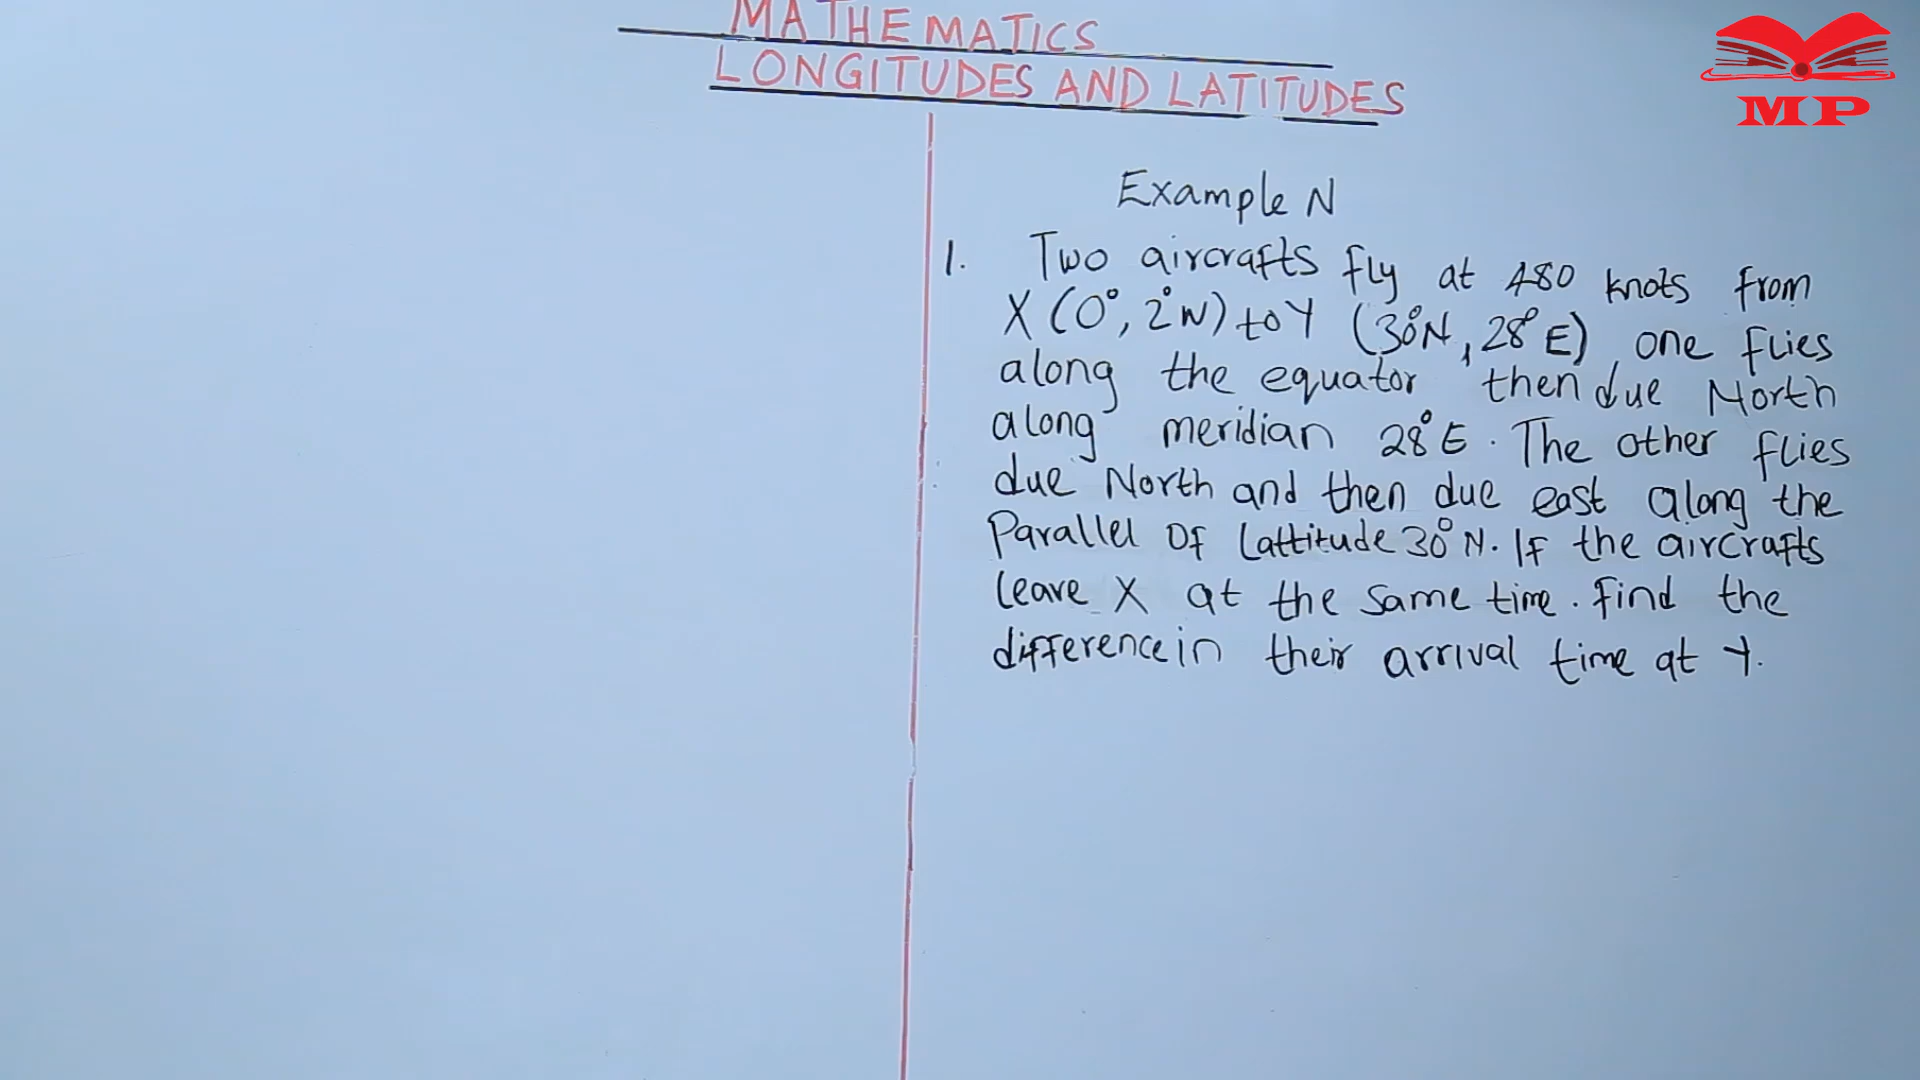 MATHEMATICS
LONGITUDES AND LATITUDES
MP
Example N
1. Two aircrafts fly at 480 knots from
X (0°, 2°N) to Y (30°N, 28°E), one flies
along the equator then due North
along meridian 28°E. The other flies
due North and then due east along the
Parallel OF Lattitude 30°N. If the aircrafts
leave X at the same time. Find the
difference in their arrival time at Y.